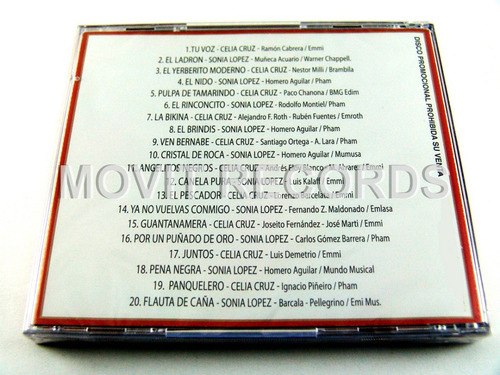 1.TU VOZ - CELIA CRUZ - Ramón Cabrera / Emmi
2. EL LADRON - SONIA LOPEZ - Muñeca Acuario / Warner Chappell.
3. EL YERBERITO MODERNO - CELIA CRUZ - Nestor Milli / Brambila
4. EL NIDO - SONIA LOPEZ - Homero Aguilar / Pham
5. PULPA DE TAMARINDO - CELIA CRUZ - Paco Chanona / BMG Edim
6. EL RINCONCITO - SONIA LOPEZ - Rodolfo Montiel/ Pham
7. LA BIKINA - CELIA CRUZ - Alejandro F. Roth - Rubén Fuentes / Emroth
8. EL BRINDIS - SONIA LOPEZ - Homero Aguilar / Pham
9. VEN BERNABE - CELIA CRUZ - Santiago Ortega - A. Lara / Pham
10. CRISTAL DE ROCA - SONIA LOPEZ - Homero Aguilar / Mumusa
11. ANGELITOS NEGROS - CELIA CRUZ - Andrés Eloy Blanco - M. Alvarez / Emmi
MOVIN RECORDS
12. CANELA PURA - SONIA LOPEZ - Luis Kalaff / Emmi
13. EL PESCADOR - CELIA CRUZ - Lorenzo Barcelata / Emmi
14. YA NO VUELVAS CONMIGO - SONIA LOPEZ - Fernando Z. Maldonado / Emlasa
15. GUANTANAMERA - CELIA CRUZ - Joseito Fernández - José Martí / Emmi
16. POR UN PUÑADO DE ORO - SONIA LOPEZ - Carlos Gómez Barrera / Pham
17. JUNTOS - CELIA CRUZ - Luis Demetrio / Emmi
18. PENA NEGRA - SONIA LOPEZ - Homero Aguilar / Mundo Musical
19. PANQUELERO - CELIA CRUZ - Ignacio Piñeiro / Pham
20. FLAUTA DE CAÑA - SONIA LOPEZ - Barcala - Pellegrino / Emi Mus.
DISCO PROMOCIONAL PROHIBIDA SU VENTA